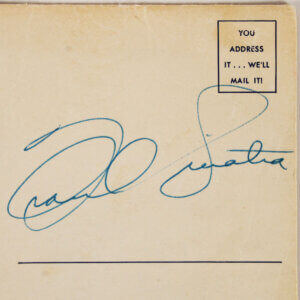 YOU
ADDRESS
IT . . . WE'LL
MAIL IT!
Frank Sinatra